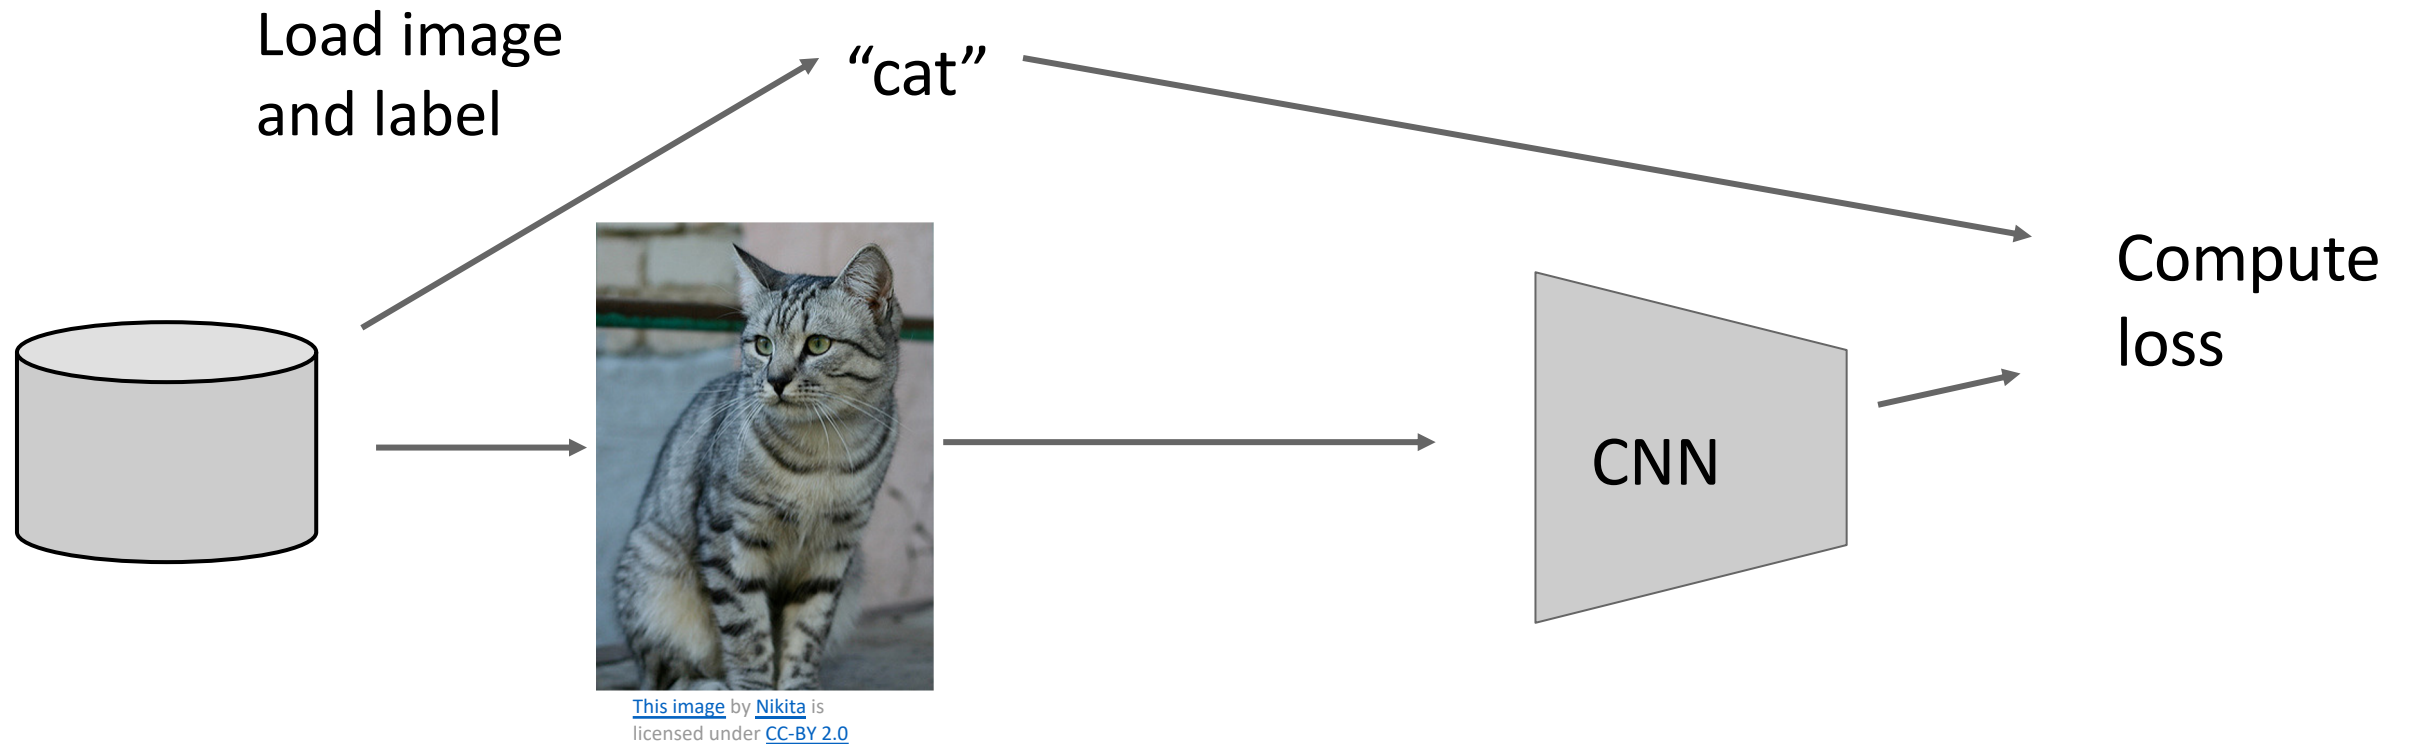 Load image
and label
“cat”
Compute
loss
CNN
This image by Nikita is
licensed under CC-BY 2.0